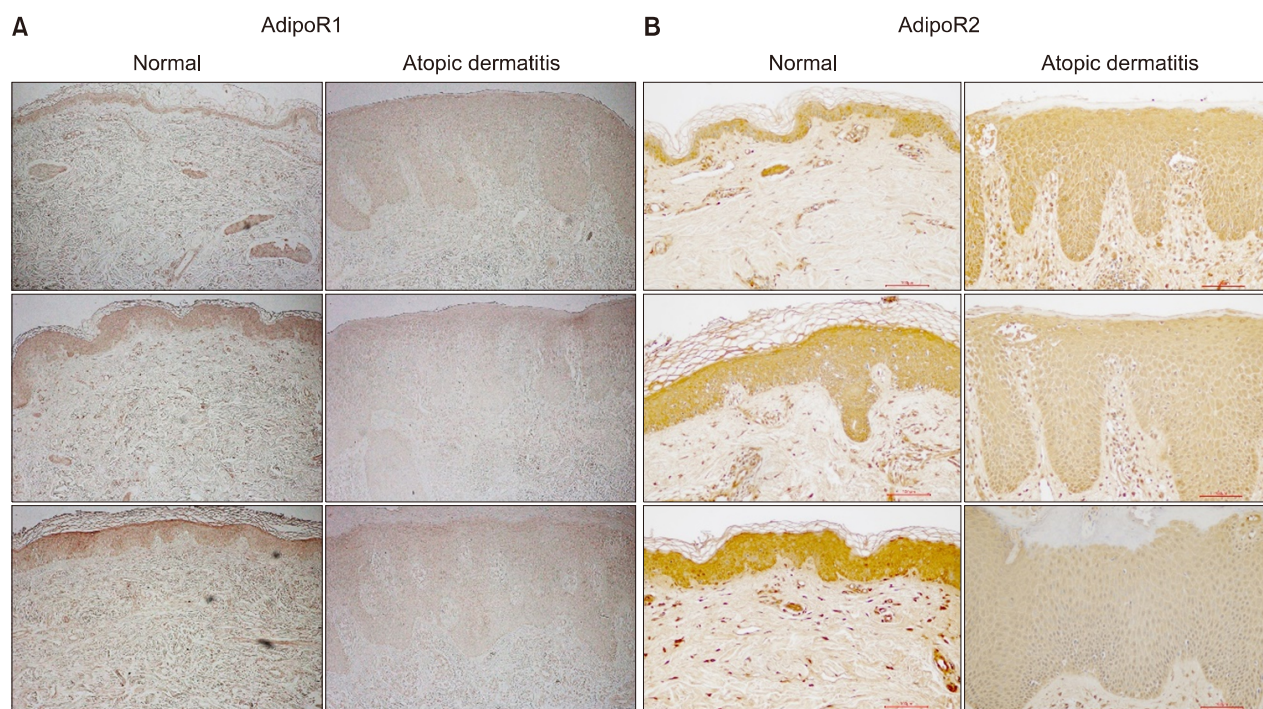 A
AdipoR1
Normal
Atopic dermatitis
B
AdipoR2
Normal
Atopic dermatitis